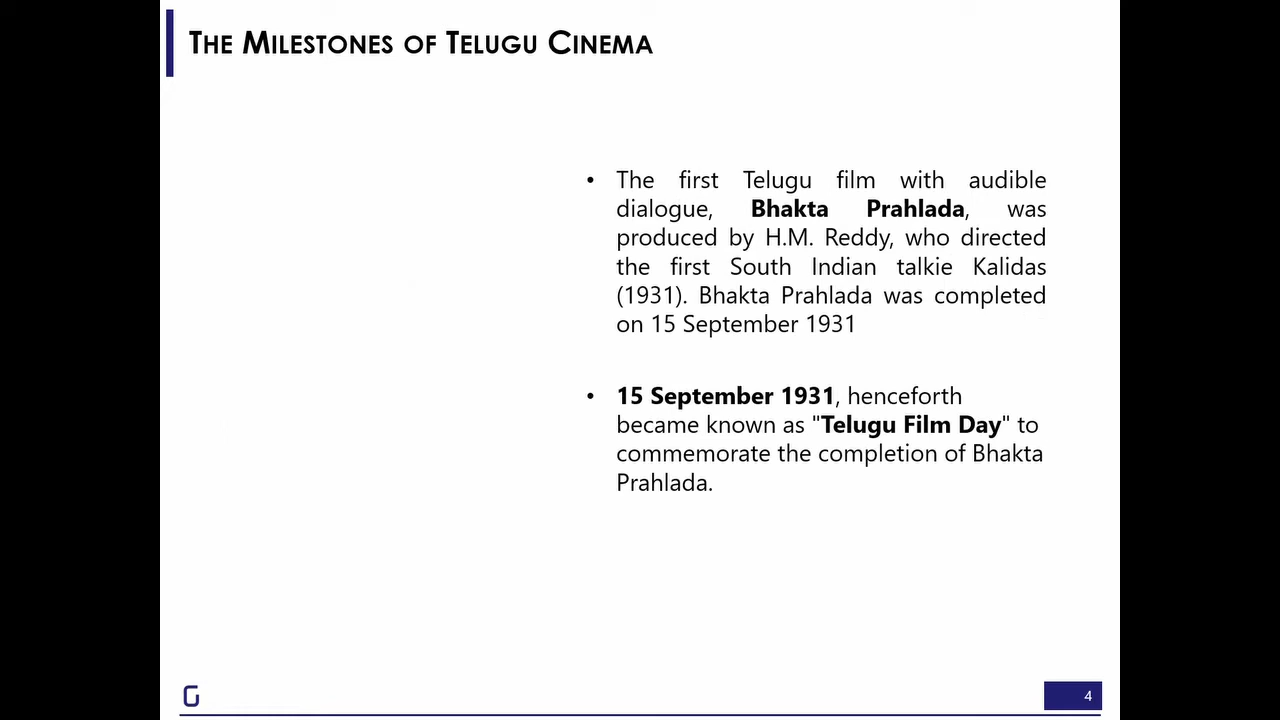 The Milestones of Telugu Cinema
• The first Telugu film with audible
dialogue, Bhakta Prahlada, was
produced by H.M. Reddy, who directed
the first South Indian talkie Kalidas
(1931). Bhakta Prahlada was completed
on 15 September 1931
• 15 September 1931, henceforth
became known as "Telugu Film Day" to
commemorate the completion of Bhakta
Prahlada.
G
4